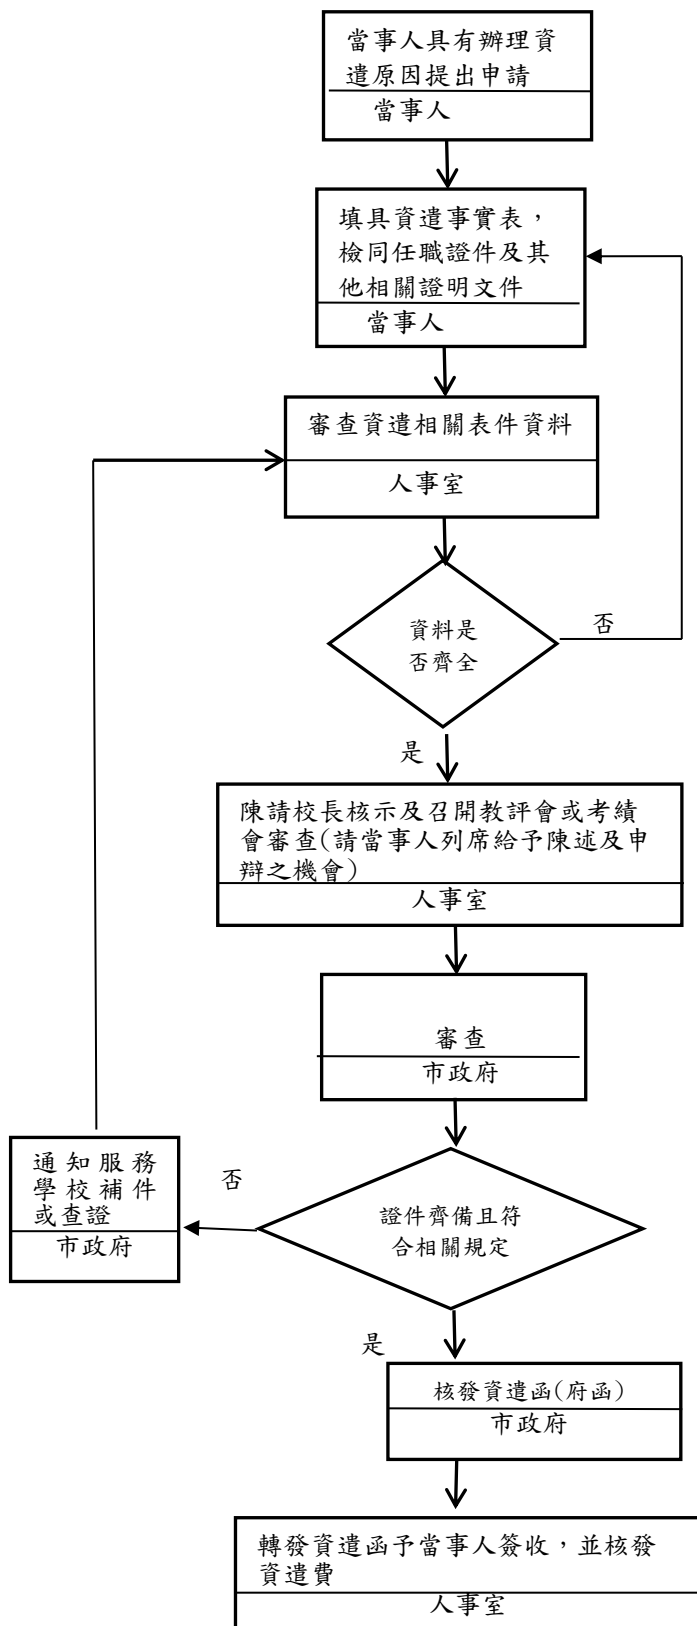 當事人具有辦理資
遣原因提出申請
當事人
填具資遣事實表，
檢同任職證件及其
他相關證明文件
當事人
審查資遣相關表件資料
人事室
資料是
否齊全
否
是
陳請校長核示及召開教評會或考績
會審查(請當事人列席給予陳述及申
辯之機會)
人事室
審查
市政府
通知服務
學校補件
或查證
市政府
否
證件齊備且符
合相關規定
是
核發資遣函(府函)
市政府
轉發資遣函予當事人簽收，並核發
資遣費
人事室